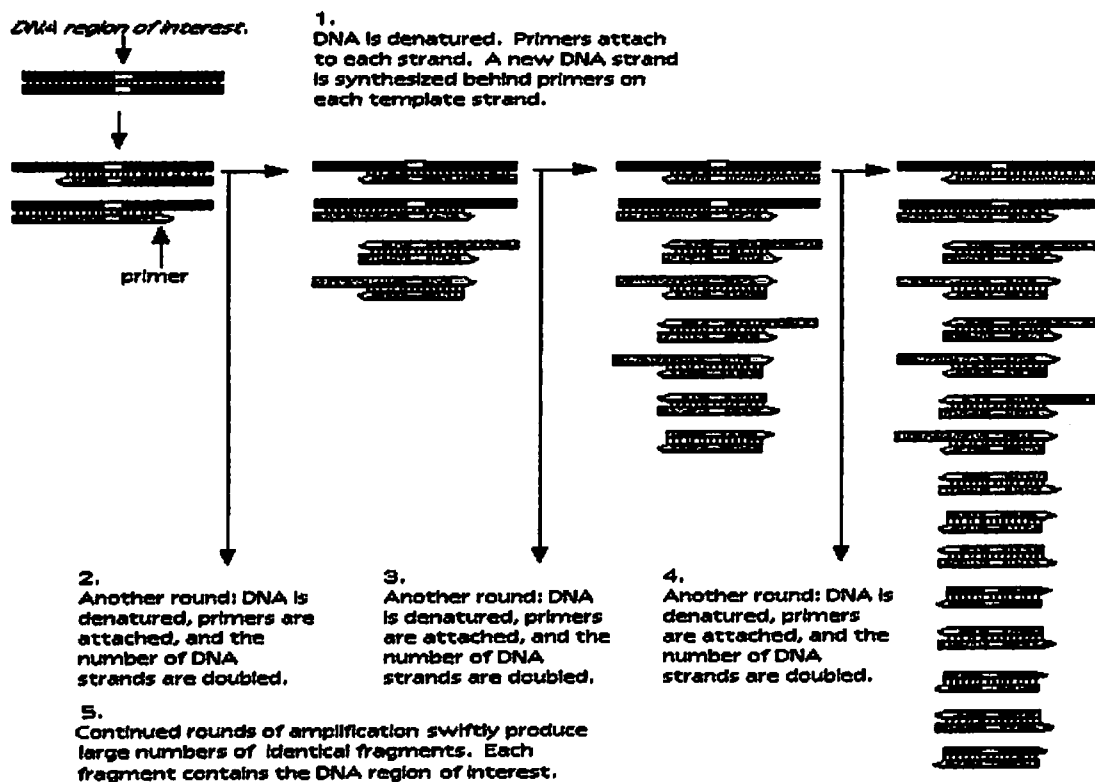 DNA region of interest.
1.
DNA is denatured. Primers attach
to each strand. A new DNA strand
is synthesized behind primers on
each template strand.
primer
2.
Another round: DNA is
denatured, primers are
attached, and the
number of DNA
strands are doubled.
3.
Another round: DNA
is denatured, primers
are attached, and the
number of DNA
strands are doubled.
4.
Another round: DNA is
denatured, primers
are attached, and the
number of DNA
strands are doubled.
5.
Continued rounds of amplification swiftly produce
large numbers of identical fragments. Each
fragment contains the DNA region of interest.